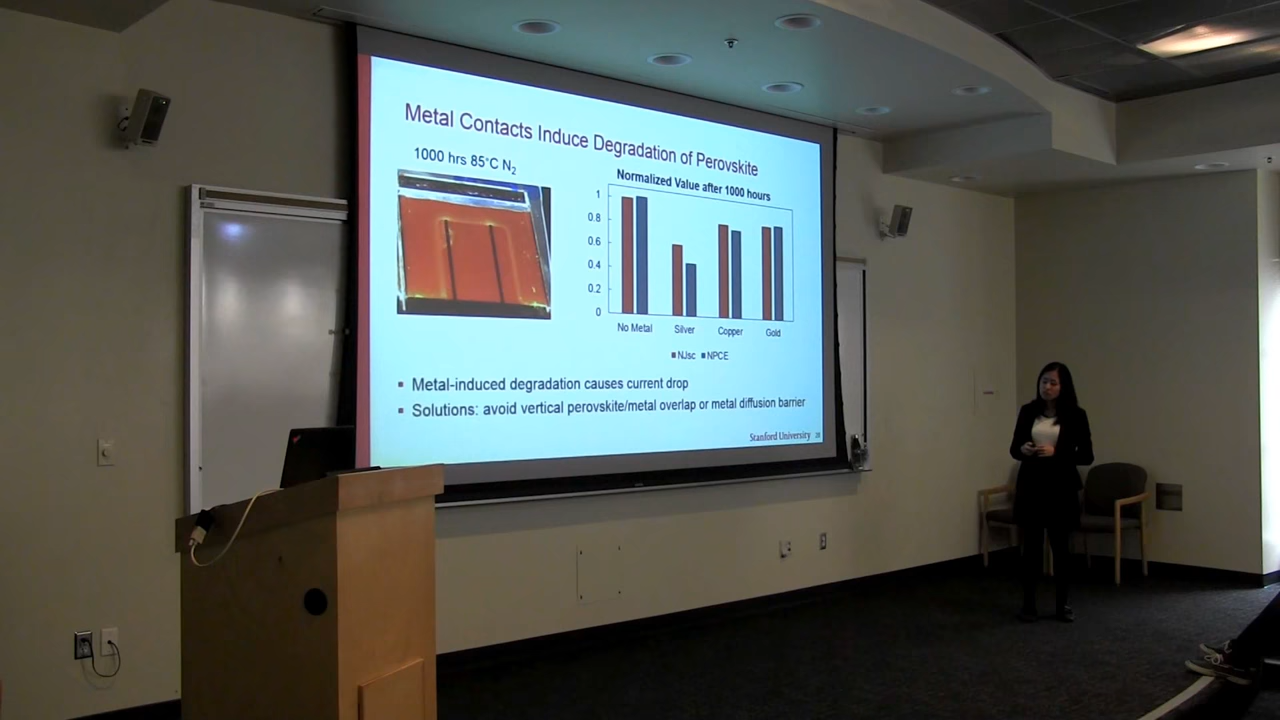 Metal Contacts Induce Degradation of Perovskite
1000 hrs 85°C N2
Normalized Value after 1000 hours
1
0.8
0.6
0.4
0.2
0
No Metal Silver Copper Gold
NJsc NPCE
Metal-induced degradation causes current drop
Solutions: avoid vertical perovskite/metal overlap or metal diffusion barrier
Stanford University